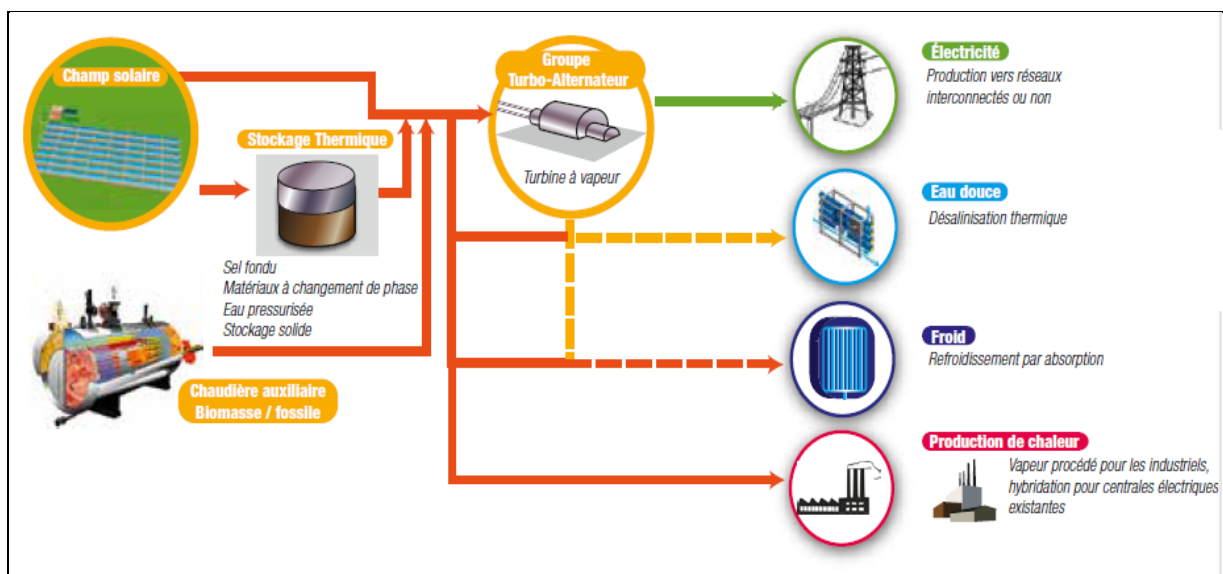 Champ solaire
Stockage Thermique
Sel fondu
Matériaux à changement de phase
Eau pressurisée
Stockage solide
Chaudière auxiliaire
Biomasse / fossile
Groupe
Turbo-Alternateur
Turbine à vapeur
Électricité
Production vers réseaux
interconnectés ou non
Eau douce
Désalinisation thermique
Froid
Refroidissement par absorption
Production de chaleur
Vapeur procédé pour les industriels,
hybridation pour centrales électriques
existantes